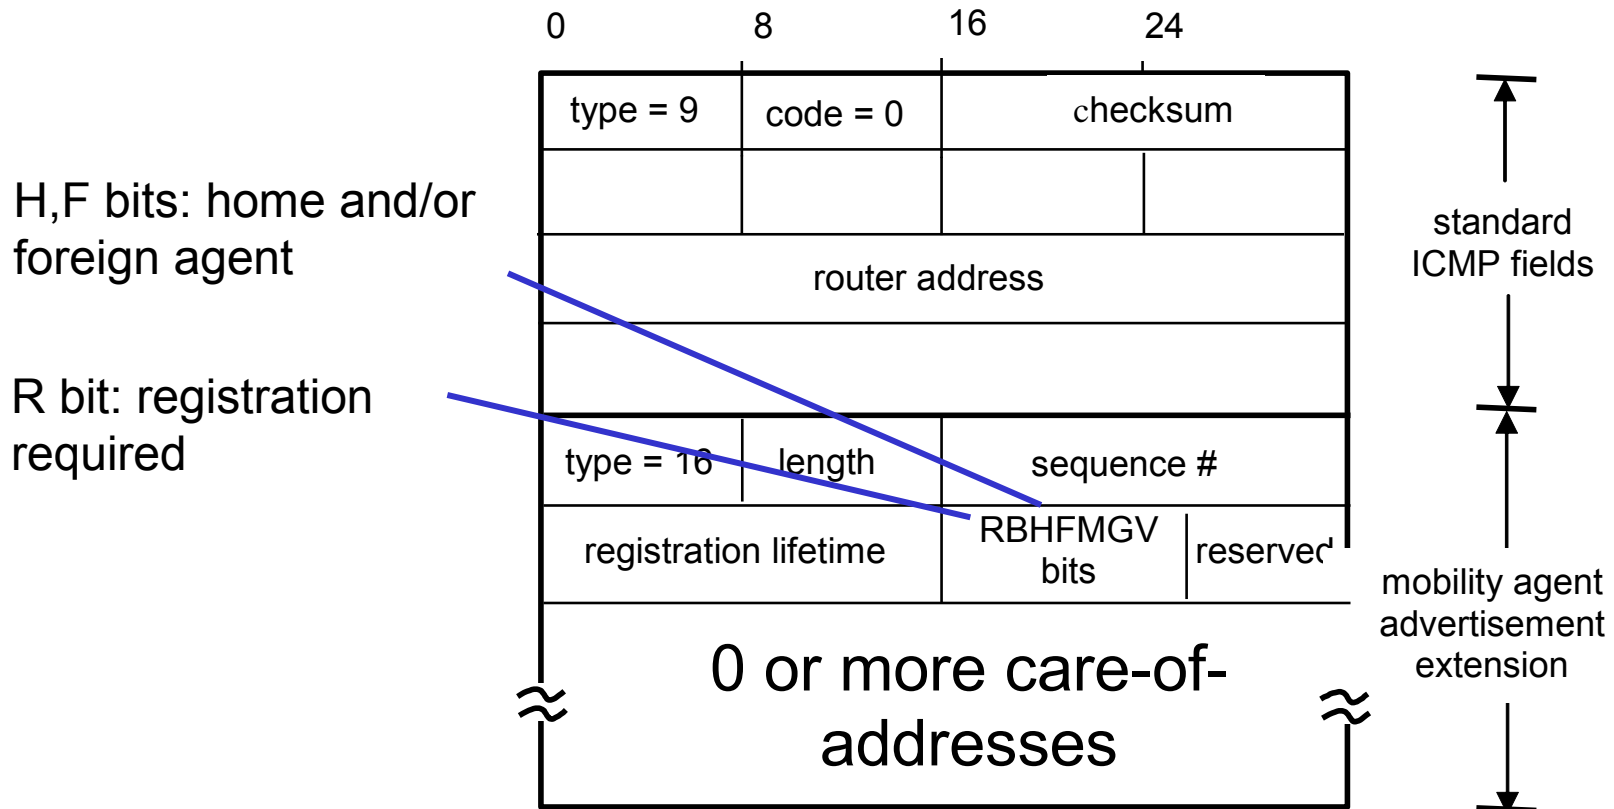 0 8 16 24
type = 9 code = 0 checksum
H,F bits: home and/or
foreign agent
standard
ICMP fields
router address
R bit: registration
required
type = 16 length sequence #
registration lifetime RBHFMGV
bits reserved
mobility agent
advertisement
extension
0 or more care-of-
addresses